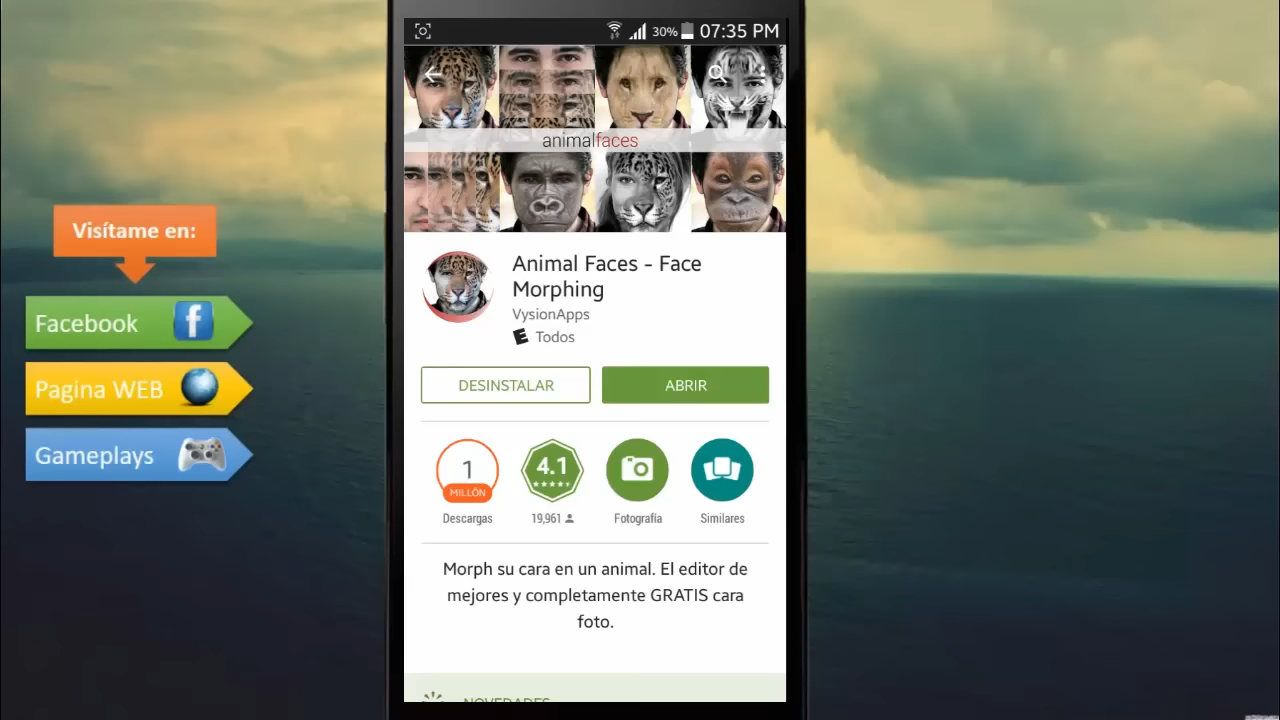 Visítame en:
Facebook
Pagina WEB
Gameplays
30% 07:35 PM
animalfaces
Animal Faces - Face
Morphing
VysionApps
E Todos
DESINSTALAR
ABRIR
1
MILLÓN
Descargas
4.1
19,961
Fotografía
Similares
Morph su cara en un animal. El editor de
mejores y completamente GRATIS cara
foto.
NOVEDADES